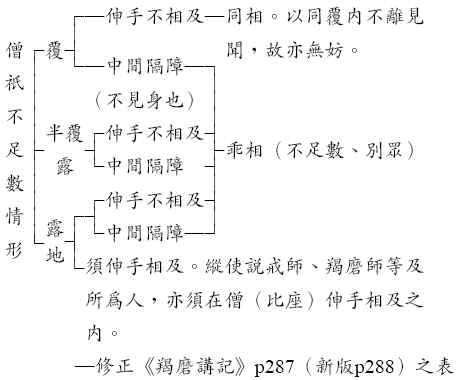 僧祇不足數情形
覆
伸手不相及
同相。以同覆內不離見
聞,故亦無妨。
中間隔障
(不見身也)
半覆
露
伸手不相及
中間隔障
乖相(不足數、別眾)
露地
伸手不相及
中間隔障
須伸手相及。縱使説戒師、羯磨師等及
所為人,亦須在僧(比座)伸手相及之
內。
—修正《羯磨講記》p287(新版p288)之表